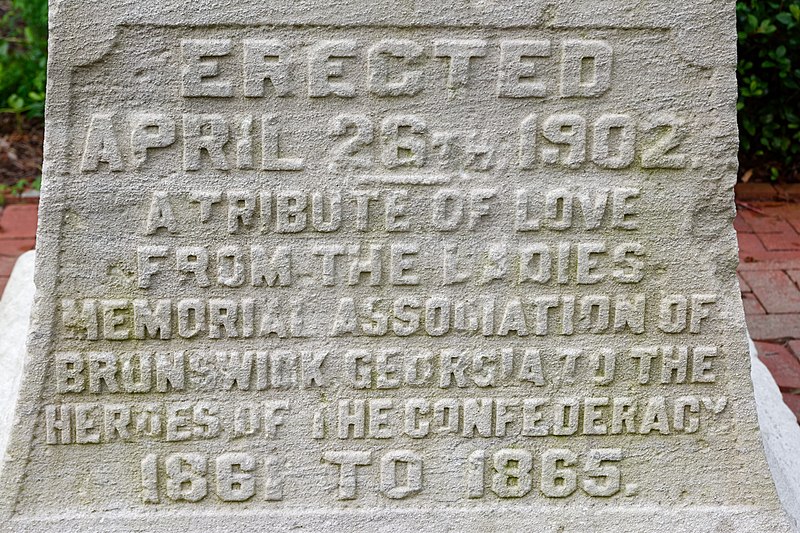 ERECTED
APRIL 26TH 1902.
A TRIBUTE OF LOVE
FROM THE LADIES
MEMORIAL ASSOCIATION OF
BRUNSWICK GEORGIA TO THE
HEROES OF THE CONFEDERACY
1861 TO 1865.